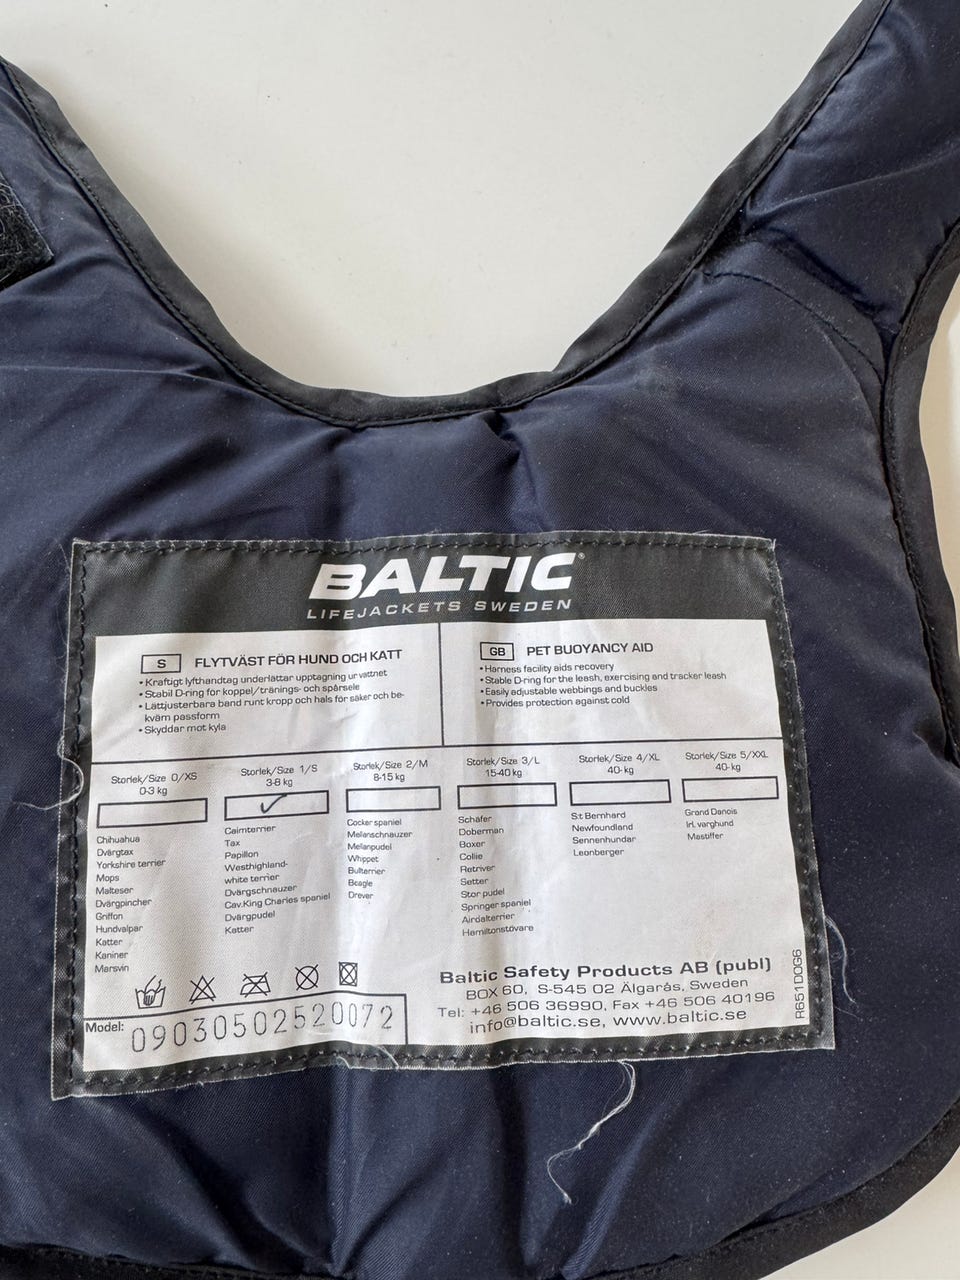 BALTIC®
LIFEJACKETS SWEDEN
S FLYTVÄST FÖR HUND OCH KATT
• Kraftigt lyfthandtag underlättar upptagning ur vattnet
• Stabil D-ring för koppel/tränings- och spårsele
• Lättjusterbara band runt kropp och hals för säker och be-
kväm passform
• Skyddar mot kyla
GB PET BUOYANCY AID
• Harness facility aids recovery
• Stable D-ring for the leash, exercising and tracker leash
• Easily adjustable webbings and buckles
• Provides protection against cold
Storlek/Size 0/XS
0-3 kg
Chihuahua
Dvärgtax
Yorkshire terrier
Mops
Malteser
Dvärgpincher
Griffon
Hundvalpar
Katter
Kaniner
Marsvin
Storlek/Size 1/S
3-8 kg
✓
Cairnterrier
Tax
Papillon
Westhighland-
white terrier
Dvärgschnauzer
Cav.King Charles spaniel
Dvärgpudel
Katter
Storlek/Size 2/M
8-15 kg
Cocker spaniel
Melanschnauzer
Melanpudel
Whippet
Bulterrier
Beagle
Drever
Storlek/Size 3/L
15-40 kg
Schäfer
Doberman
Boxer
Collie
Retriver
Setter
Stor pudel
Springer spaniel
Airdalterrier
Hamiltonstövare
Storlek/Size 4/XL
40- kg
S:t Bernhard
Newfoundland
Sennenhundar
Leonberger
Storlek/Size 5/XXL
40- kg
Grand Danois
Irl. varghund
Mastiffer
Baltic Safety Products AB (publ)
BOX 60, S-545 02 Älgarås, Sweden
Tel: +46 506 36990, Fax +46 506 40196
info@baltic.se, www.baltic.se
R651DOG6
Model: 09030502520072